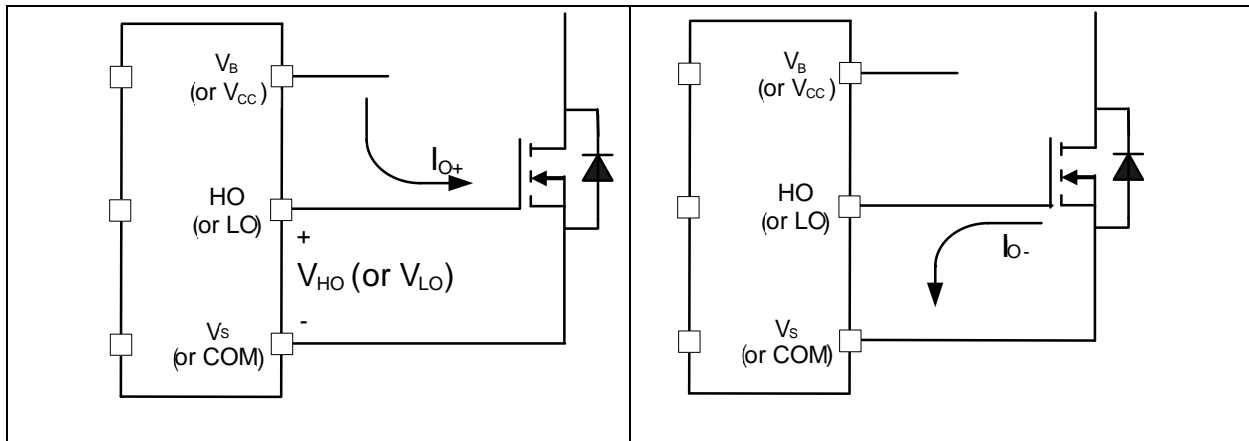 VB
(or VCC)
IO+
HO
(or LO)
+
VHO (or VLO)
-
VS
(or COM)
VB
(or VCC)
HO
(or LO)
IO-
VS
(or COM)